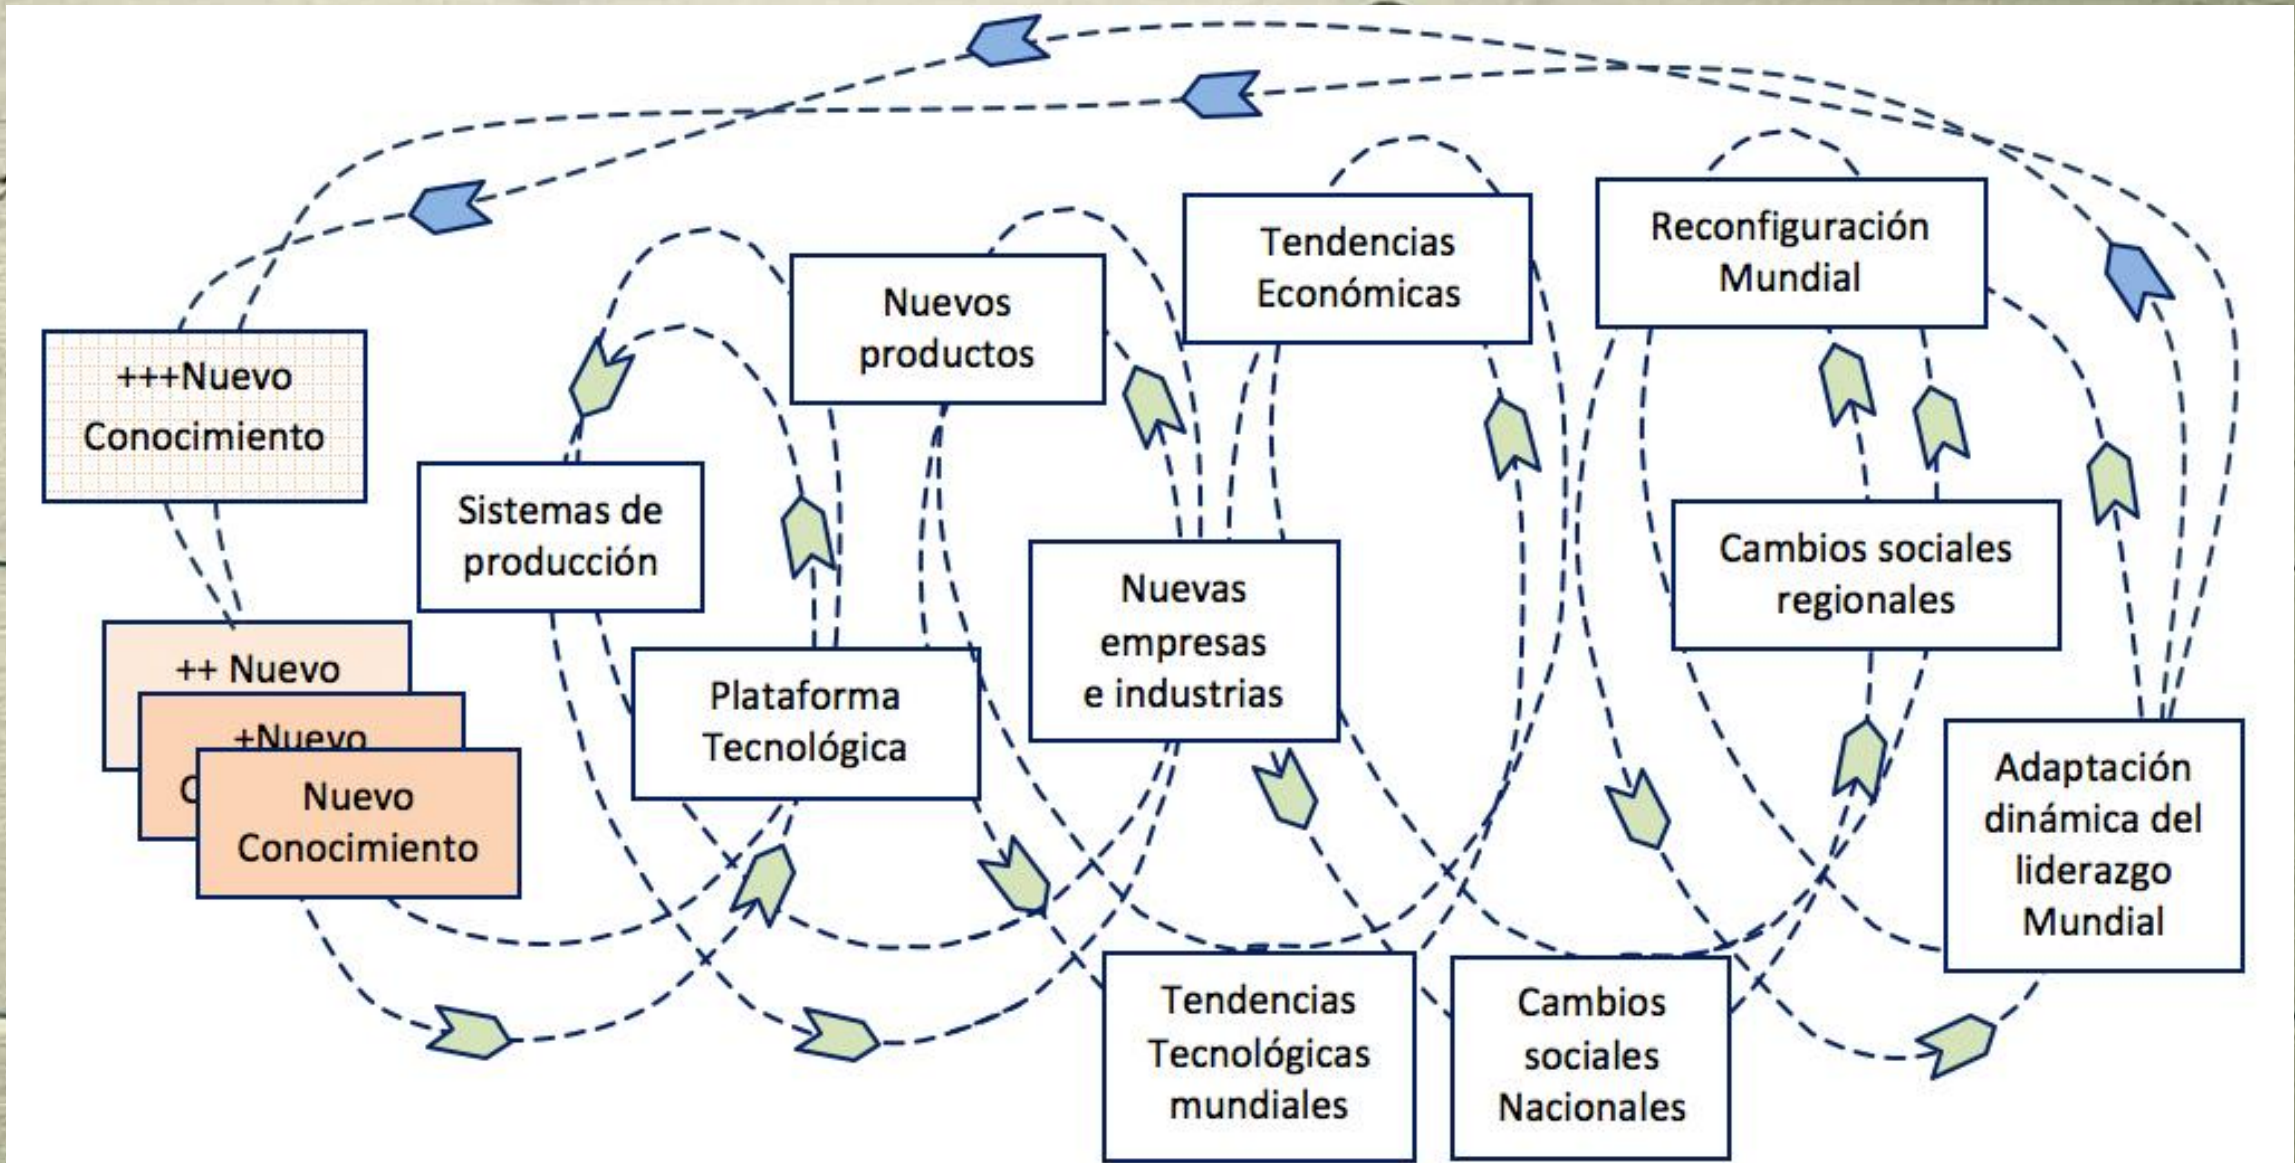 +++Nuevo
Conocimiento
++ Nuevo
+Nuevo
C
Nuevo
Conocimiento
Sistemas de
producción
Plataforma
Tecnológica
Nuevos
productos
Nuevas
empresas
e industrias
Tendencias
Económicas
Tendencias
Tecnológicas
mundiales
Cambios
sociales
Nacionales
Reconfiguración
Mundial
Cambios sociales
regionales
Adaptación
dinámica del
liderazgo
Mundial